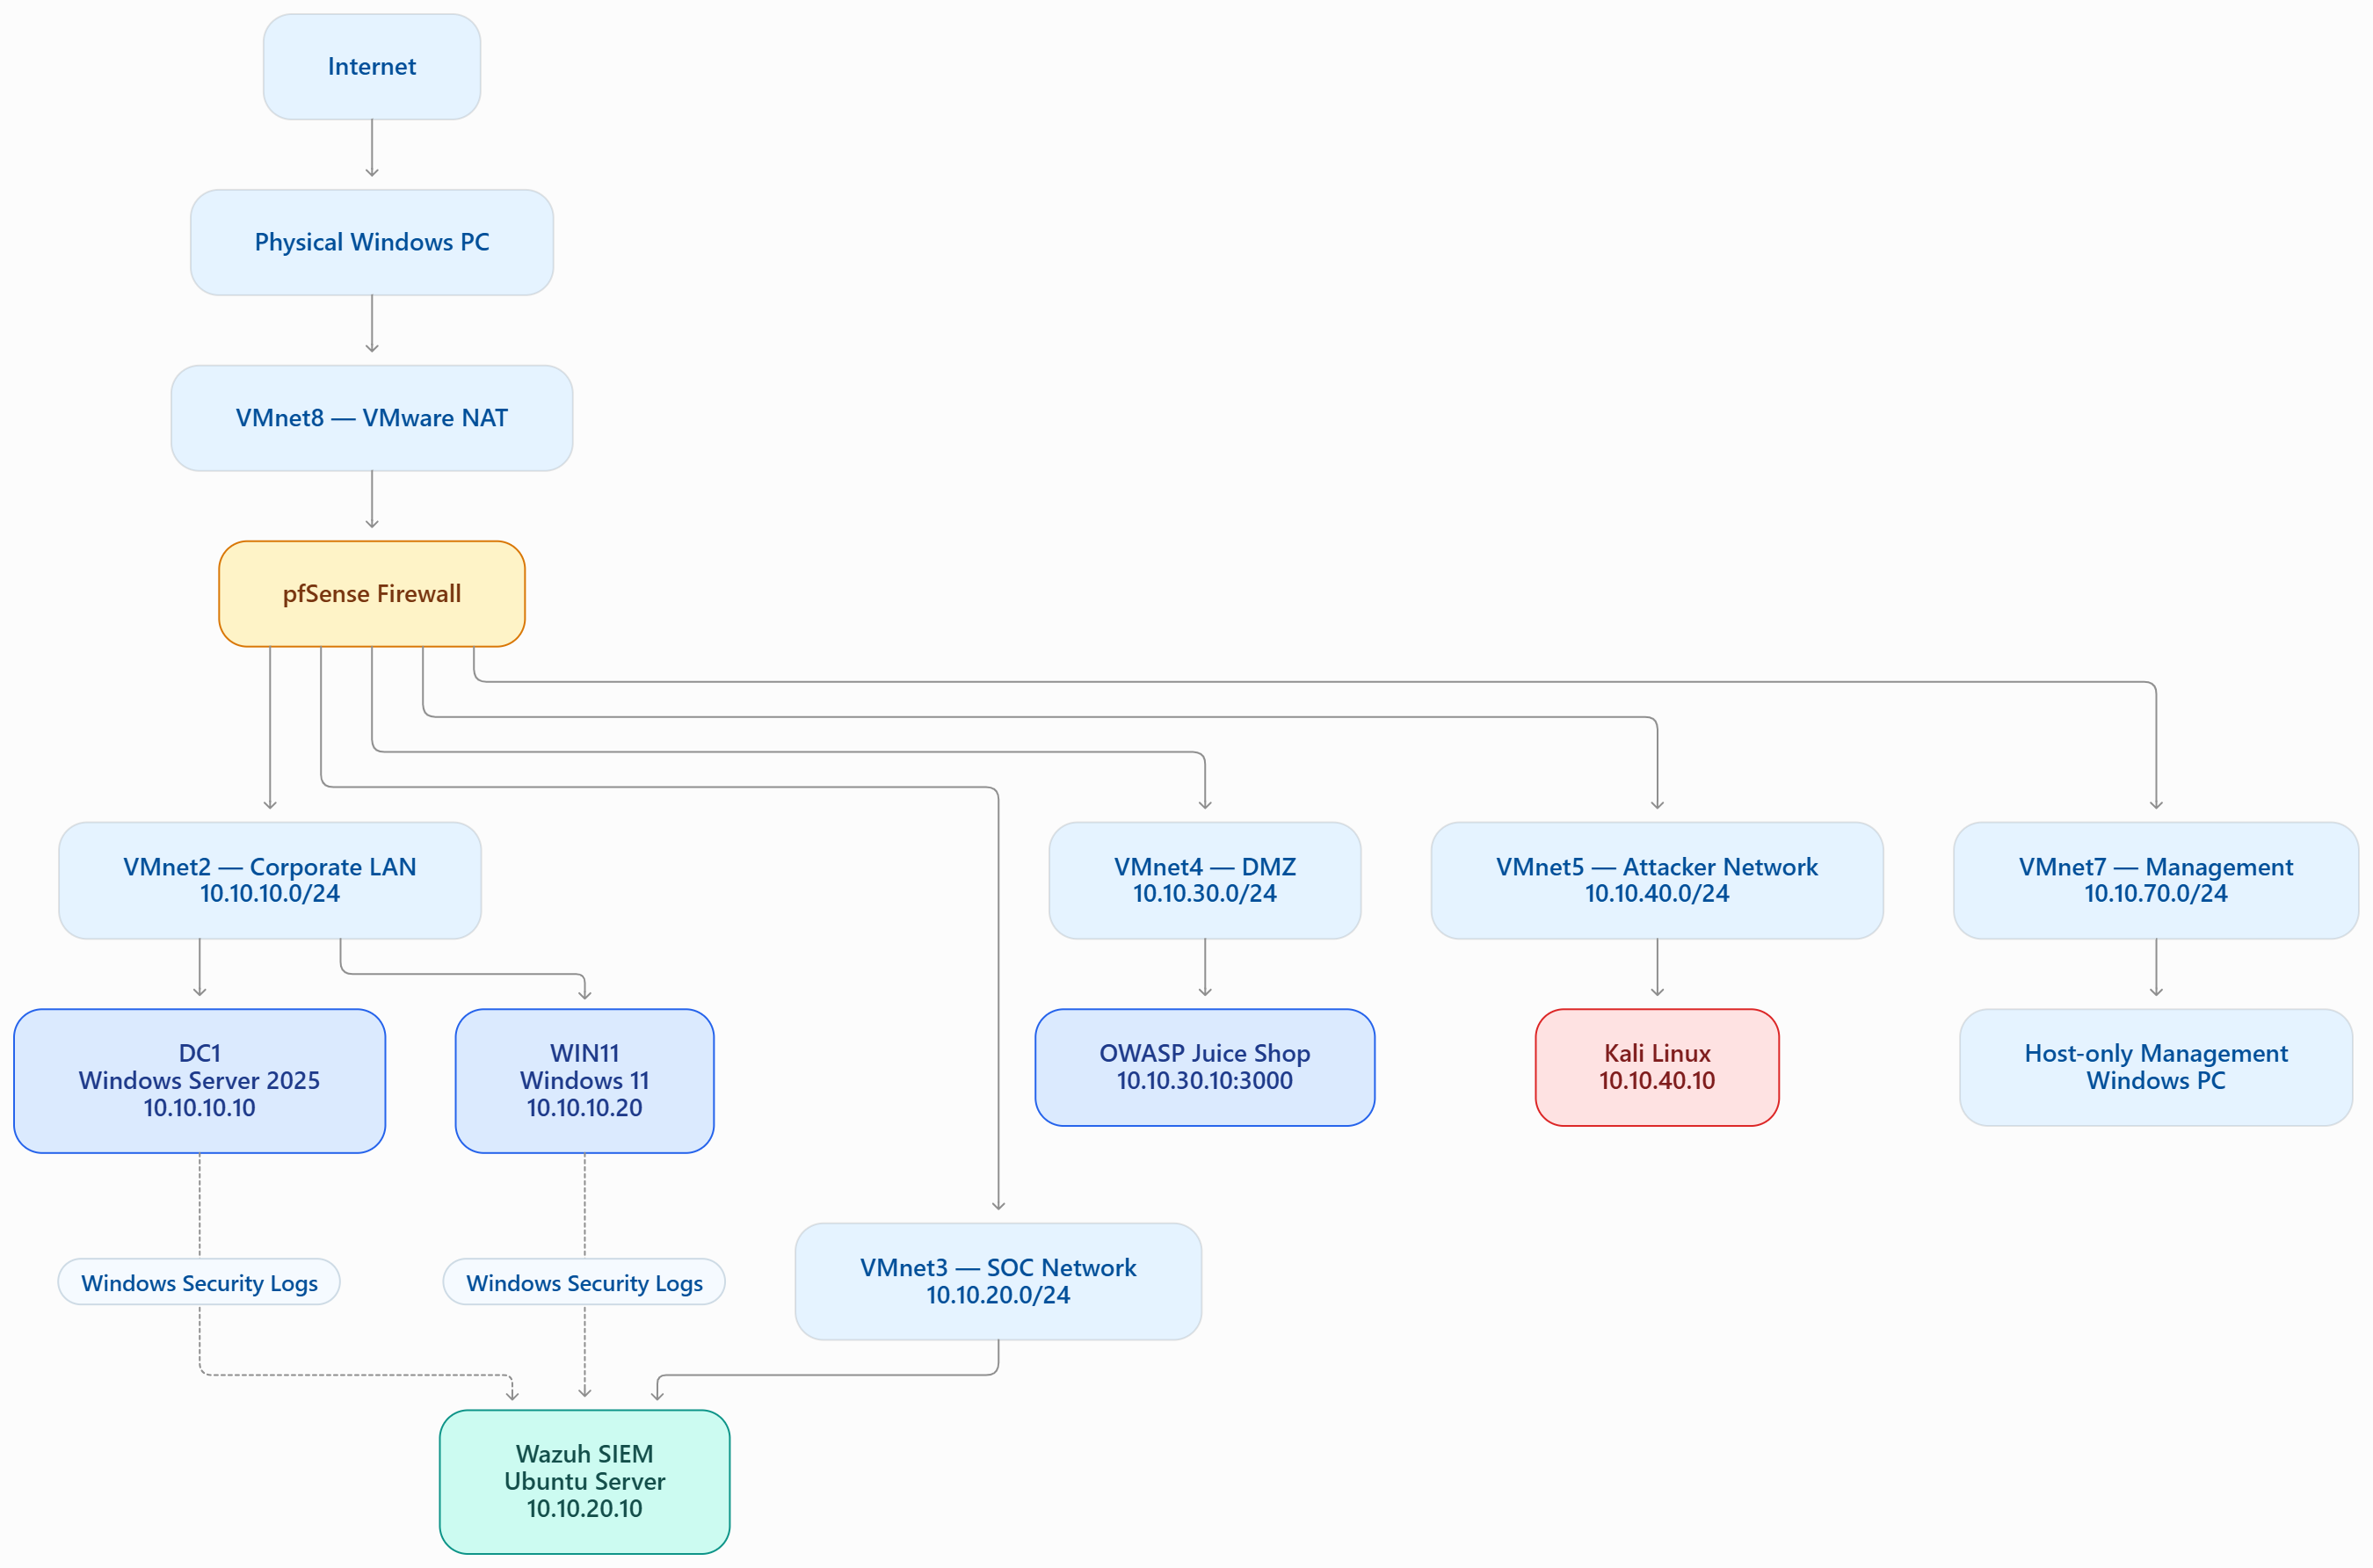 Internet
Physical Windows PC
VMnet8 — VMware NAT
pfSense Firewall
VMnet2 — Corporate LAN
10.10.10.0/24
VMnet4 — DMZ
10.10.30.0/24
VMnet5 — Attacker Network
10.10.40.0/24
VMnet7 — Management
10.10.70.0/24
DC1
Windows Server 2025
10.10.10.10
WIN11
Windows 11
10.10.10.20
OWASP Juice Shop
10.10.30.10:3000
Kali Linux
10.10.40.10
Host-only Management
Windows PC
Windows Security Logs
Windows Security Logs
VMnet3 — SOC Network
10.10.20.0/24
Wazuh SIEM
Ubuntu Server
10.10.20.10